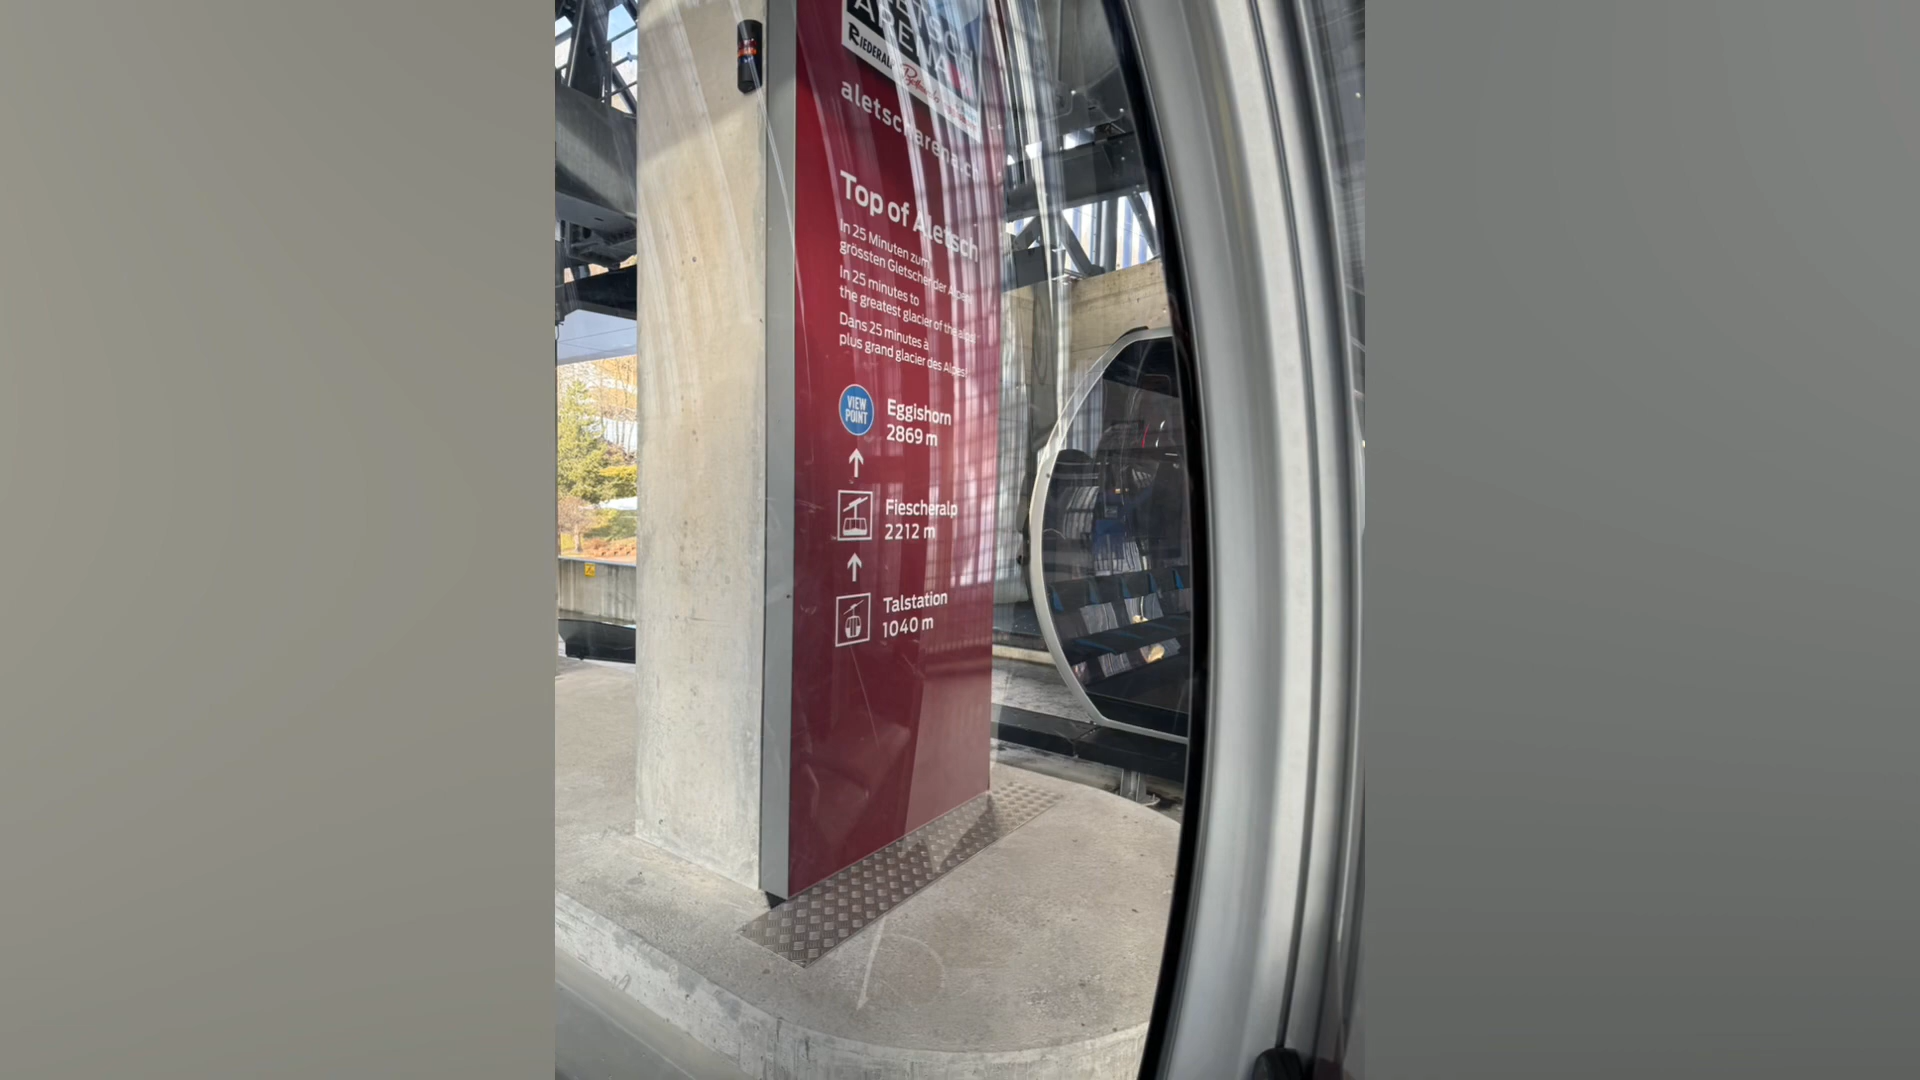 ARENA
RIEDERALP
aletscharena.ch
Top of Aletsch
In 25 Minuten zum
grössten Gletscher der Alpen!
In 25 minutes to
the greatest glacier of the alps!
Dans 25 minutes à
plus grand glacier des Alpes!
VIEW
POINT
Eggishorn
2869 m
Fiescheralp
2212 m
Talstation
1040 m